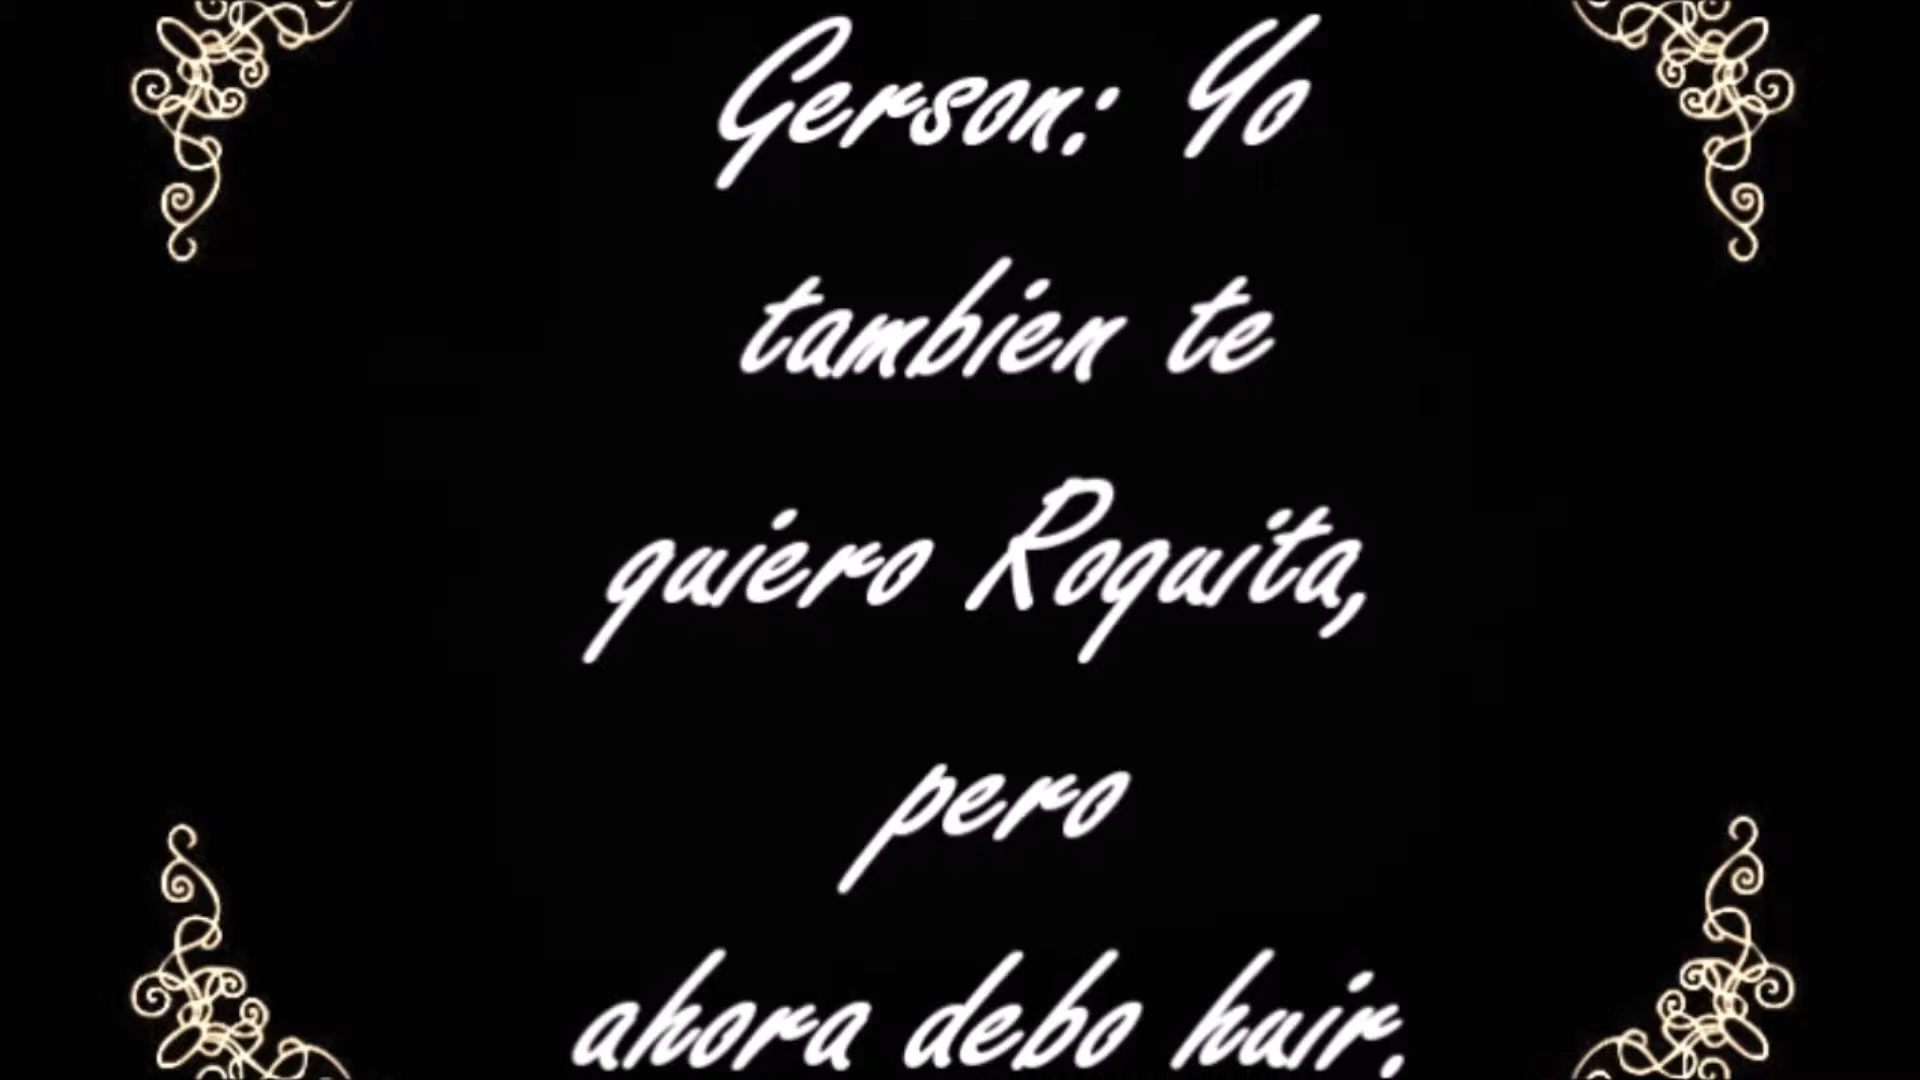 Gerson: Yo
tambien te
quiero Roquita,
pero
ahora debo huir.